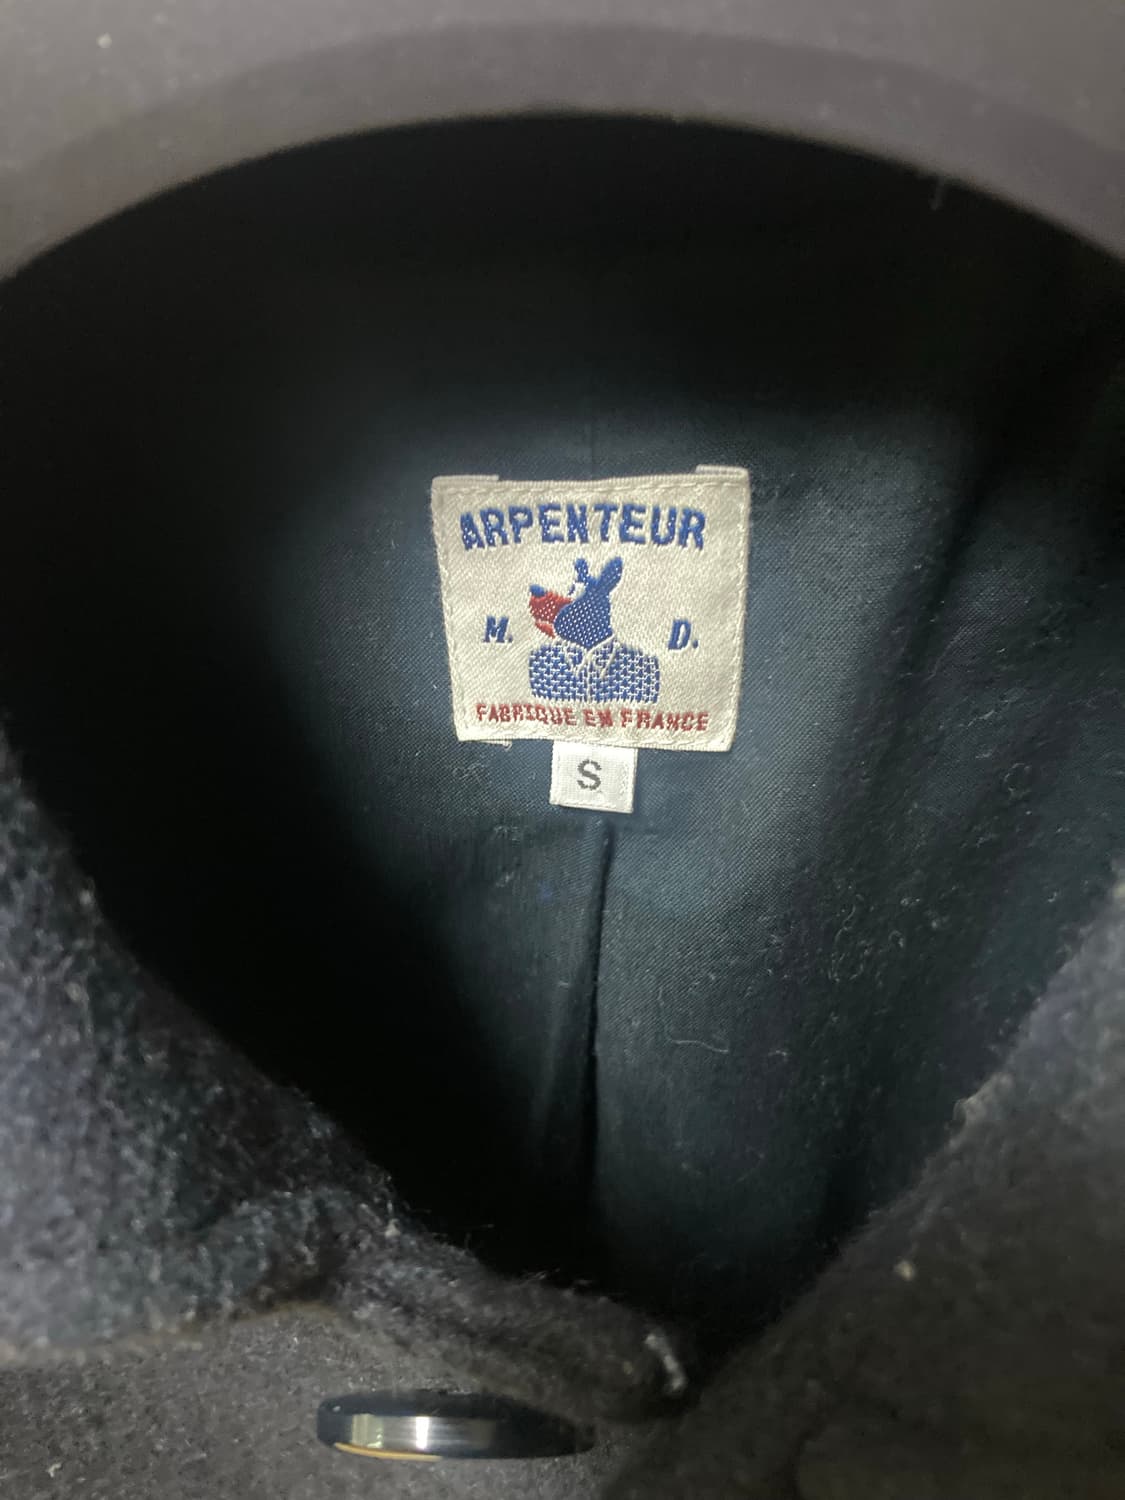 ARPENTEUR
M. D.
FABRIQUE EN FRANCE
S